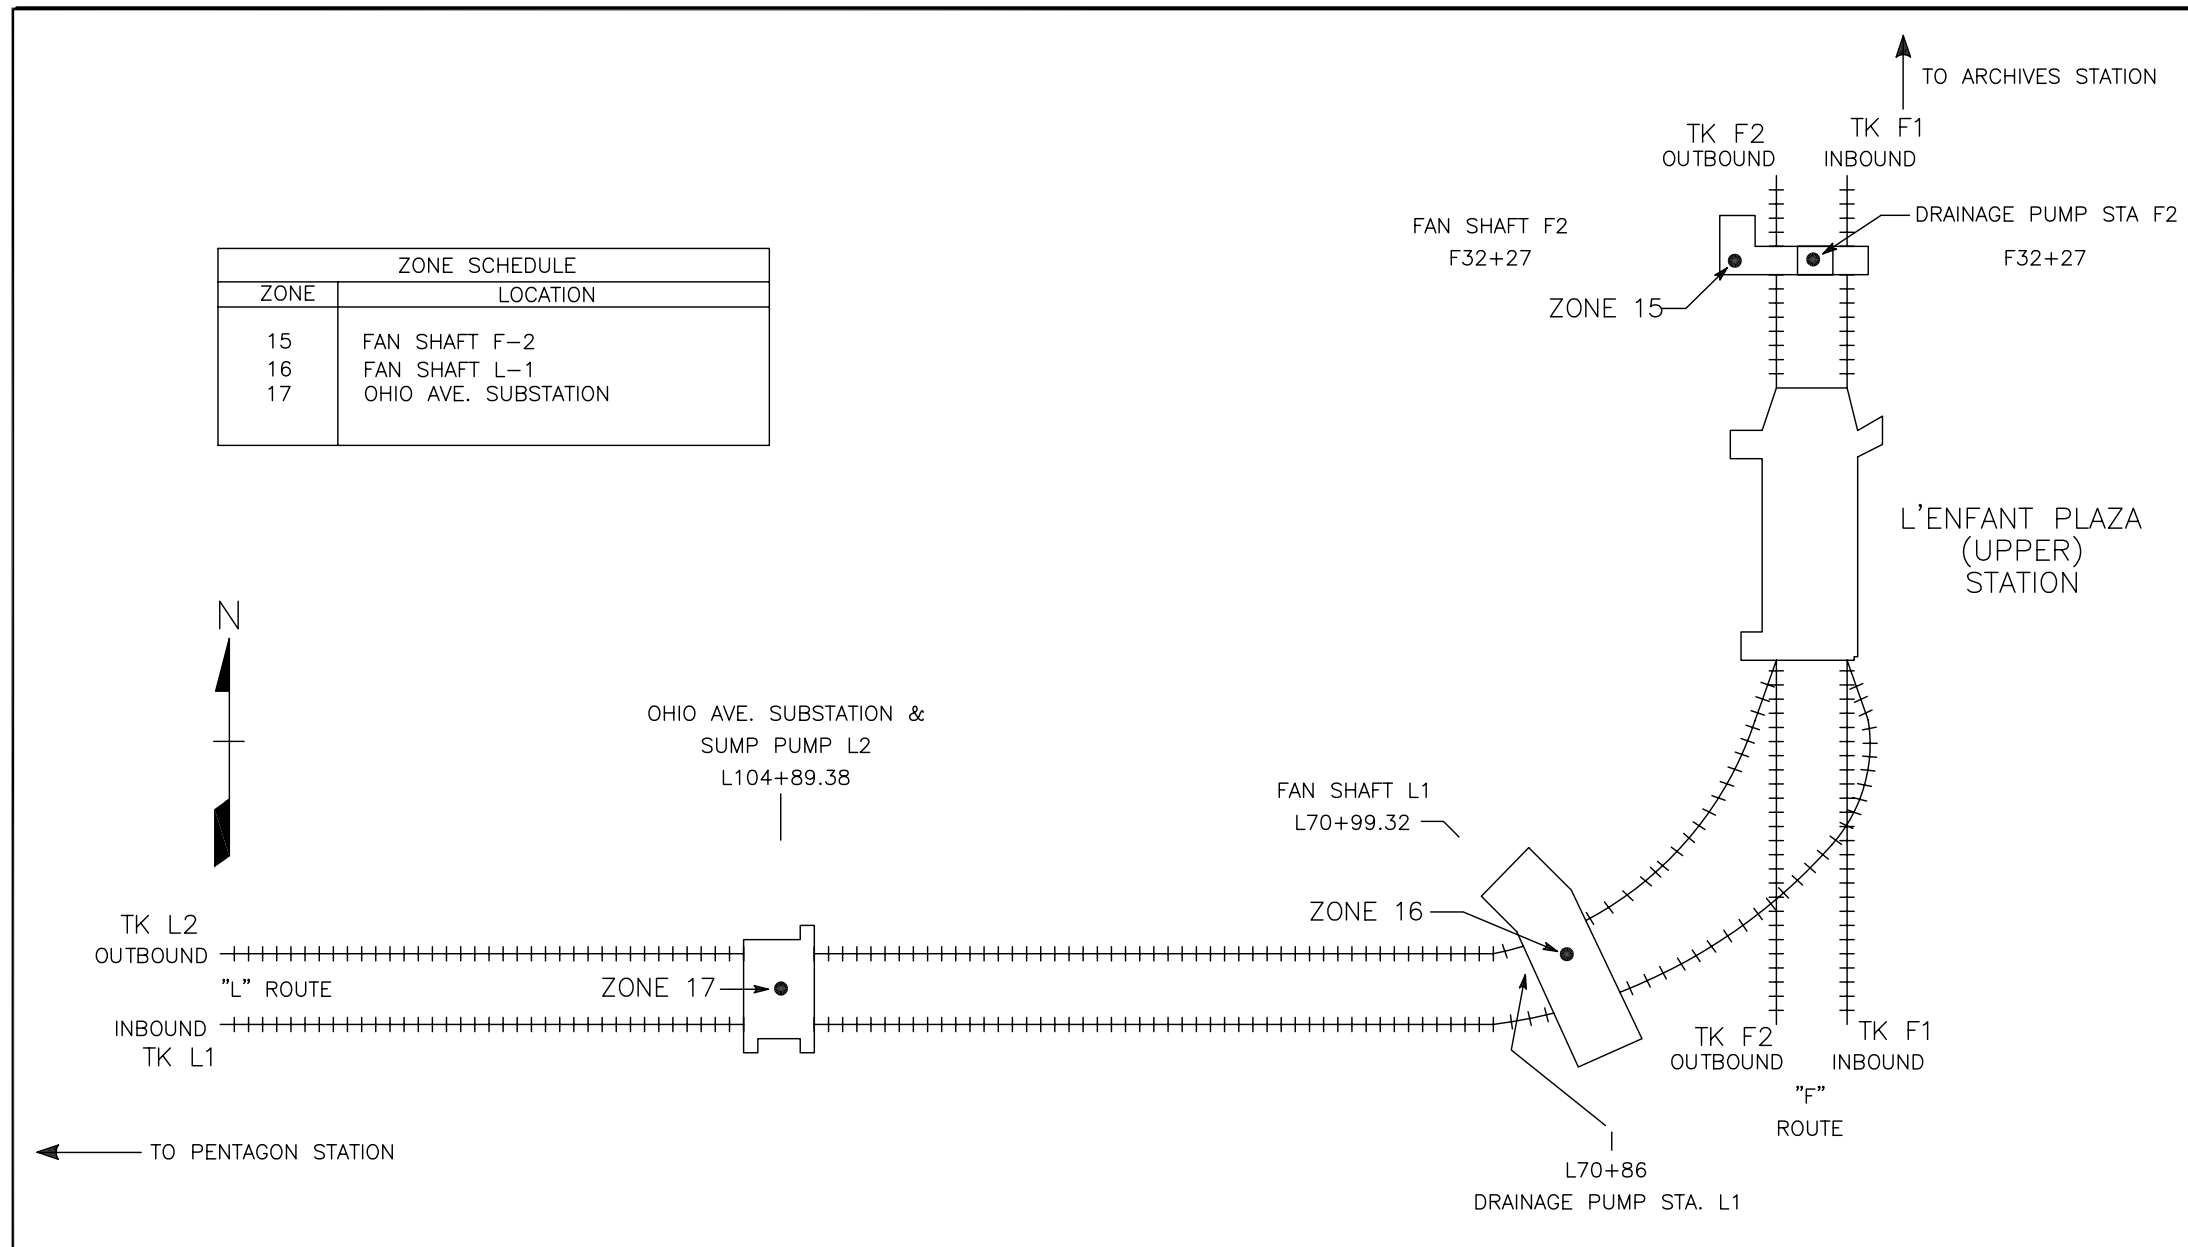 TO ARCHIVES STATION
TK F2
OUTBOUND
TK F1
INBOUND
FAN SHAFT F2
F32+27
DRAINAGE PUMP STA F2
F32+27
ZONE 15
ZONE SCHEDULE
ZONE LOCATION
15 FAN SHAFT F-2
16 FAN SHAFT L-1
17 OHIO AVE. SUBSTATION
L'ENFANT PLAZA
(UPPER)
STATION
N
OHIO AVE. SUBSTATION &
SUMP PUMP L2
L104+89.38
FAN SHAFT L1
L70+99.32
ZONE 16
TK L2
OUTBOUND
"L" ROUTE
INBOUND
TK L1
ZONE 17
TK F2
OUTBOUND
TK F1
INBOUND
"F"
ROUTE
TO PENTAGON STATION
L70+86
DRAINAGE PUMP STA. L1